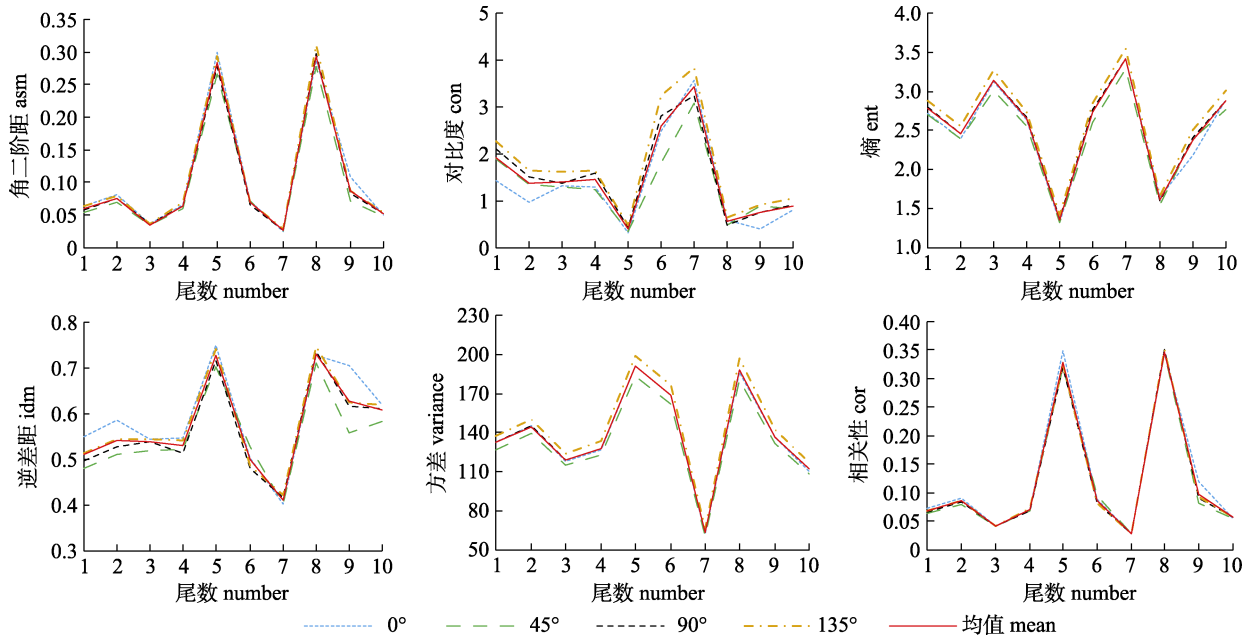 角二阶距 asm
0.35
0.30
0.25
0.20
0.15
0.10
0.05
0
1 2 3 4 5 6 7 8 9 10
尾数 number
对比度 con
5
4
3
2
1
0
1 2 3 4 5 6 7 8 9 10
尾数 number
熵 ent
4.0
3.5
3.0
2.5
2.0
1.5
1.0
1 2 3 4 5 6 7 8 9 10
尾数 number
逆差距 idm
0.8
0.7
0.6
0.5
0.4
0.3
1 2 3 4 5 6 7 8 9 10
尾数 number
方差 variance
230
200
170
140
110
80
50
1 2 3 4 5 6 7 8 9 10
尾数 number
相关性 cor
0.40
0.35
0.30
0.25
0.20
0.15
0.10
0.05
0
1 2 3 4 5 6 7 8 9 10
尾数 number
0° 45° 90° 135° 均值 mean